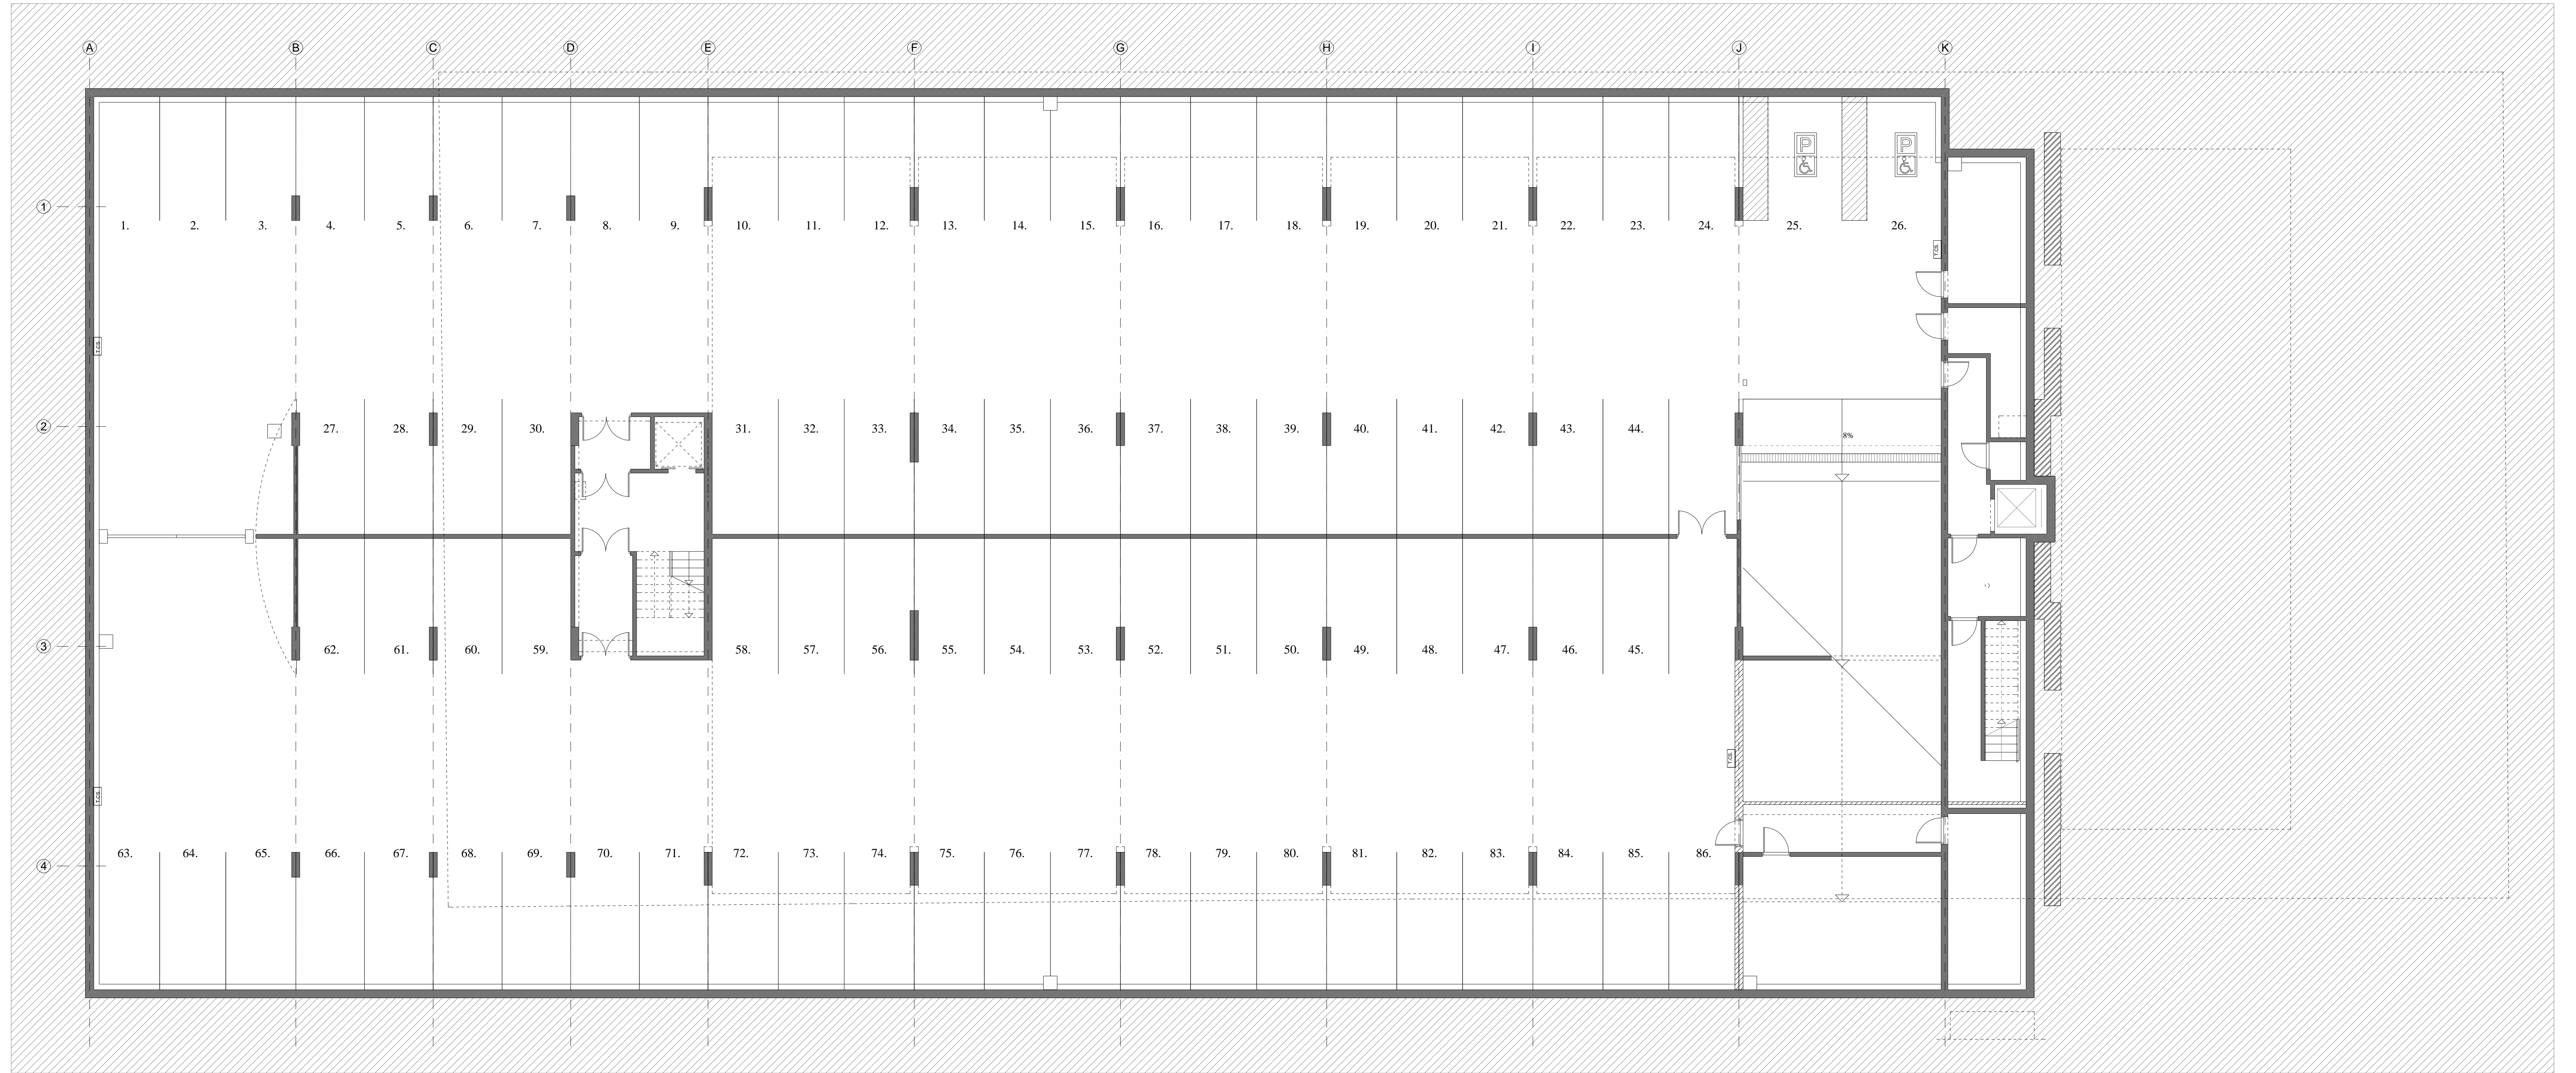 A B C D E F G H I J K
P P
1
1. 2. 3. 4. 5. 6. 7. 8. 9. 10. 11. 12. 13. 14. 15. 16. 17. 18. 19. 20. 21. 22. 23. 24. 25. 26.
T.CS.
T.CS.
2
27. 28. 29. 30. 31. 32. 33. 34. 35. 36. 37. 38. 39. 40. 41. 42. 43. 44.
8%
3
62. 61. 60. 59. 58. 57. 56. 55. 54. 53. 52. 51. 50. 49. 48. 47. 46. 45.
T.CS.
T.CS.
4
63. 64. 65. 66. 67. 68. 69. 70. 71. 72. 73. 74. 75. 76. 77. 78. 79. 80. 81. 82. 83. 84. 85. 86.